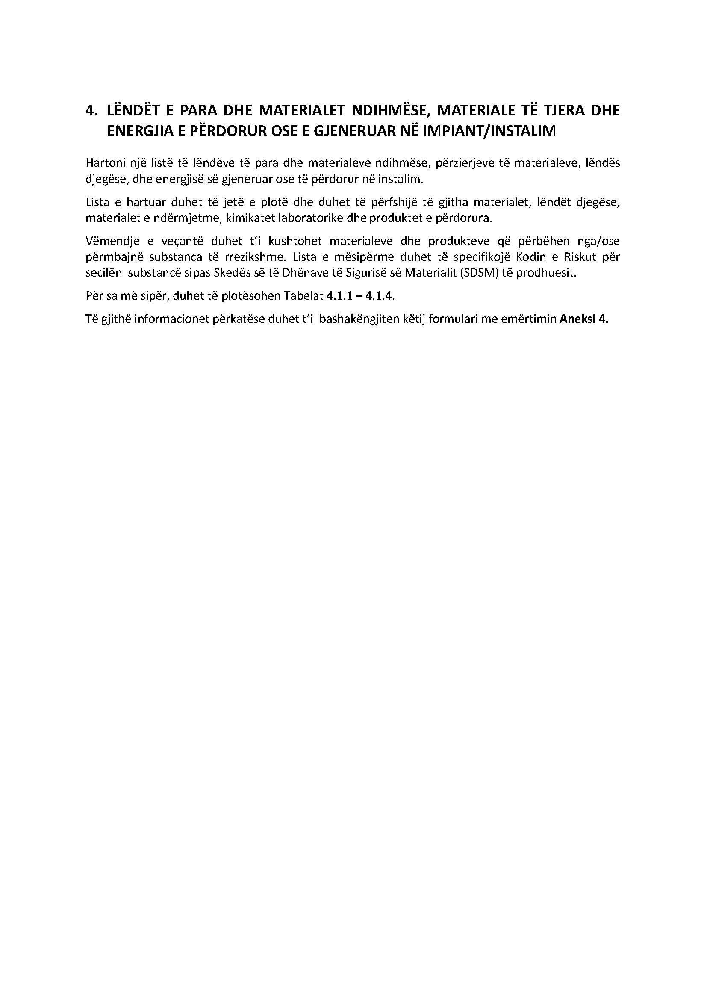 4. LËNDËT E PARA DHE MATERIALET NDIHMËSE, MATERIALE TË TJERA DHE
ENERGJIA E PËRDORUR OSE E GJENERUAR NË IMPIANT/INSTALIM
Hartoni një listë të lëndëve të para dhe materialeve ndihmëse, përzierjeve të materialeve, lëndës
djegëse, dhe energjisë së gjeneruar ose të përdorur në instalim.
Lista e hartuar duhet të jetë e plotë dhe duhet të përfshijë të gjitha materialet, lëndët djegëse,
materialet e ndërmjetme, kimikatet laboratorike dhe produktet e përdorura.
Vëmendje e veçantë duhet t’i kushtohet materialeve dhe produkteve që përbëhen nga/ose
përmbajnë substanca të rrezikshme. Lista e mësipërme duhet të specifikojë Kodin e Riskut për
secilën substancë sipas Skedës së të Dhënave të Sigurisë së Materialit (SDSM) të prodhuesit.
Për sa më sipër, duhet të plotësohen Tabelat 4.1.1 – 4.1.4.
Të gjithë informacionet përkatëse duhet t’i bashakëngjiten këtij formulari me emërtimin Aneksi 4.